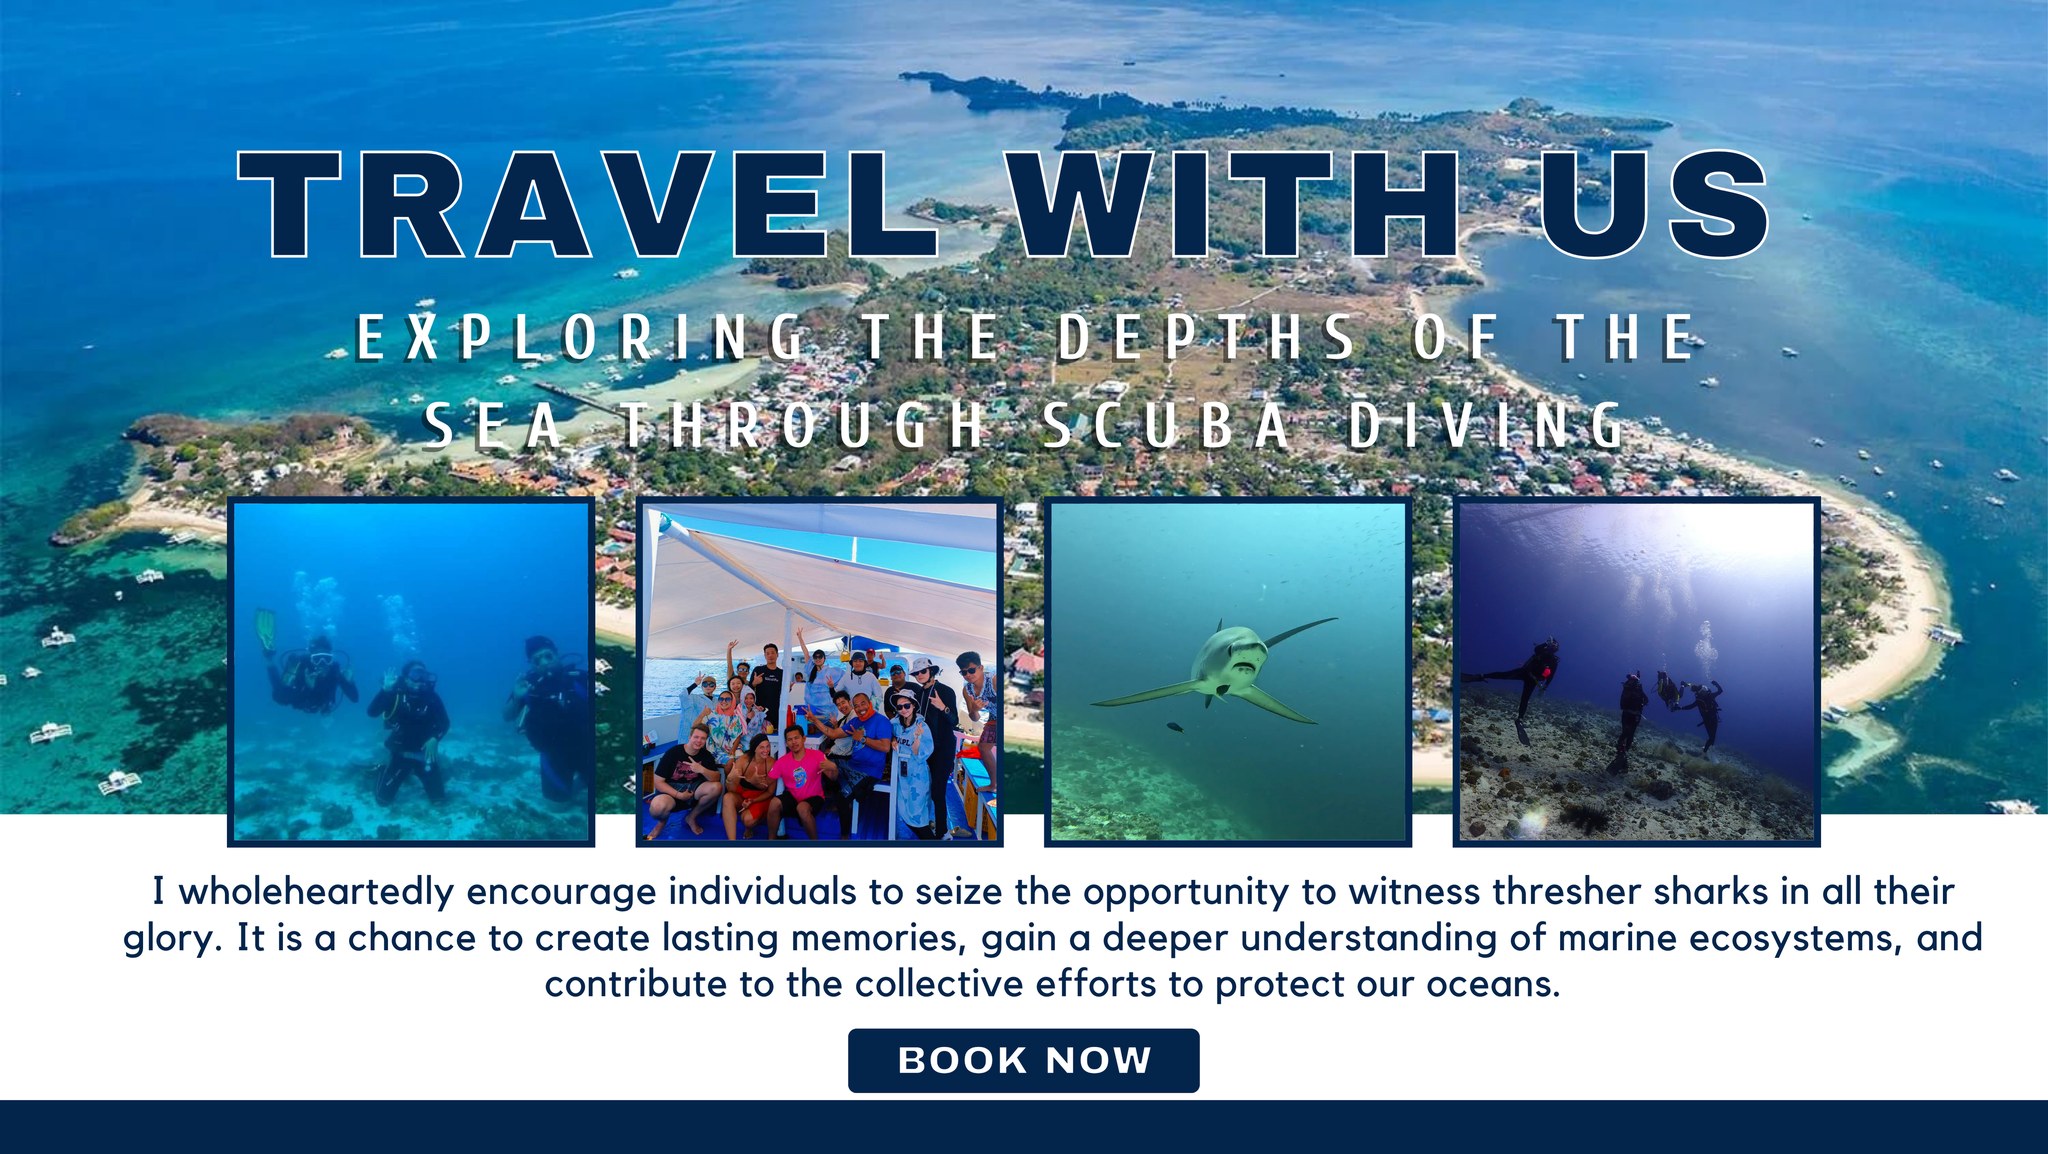 TRAVEL WITH US
EXPLORING THE DEPTHS OF THE
SEA THROUGH SCUBA DIVING
I wholeheartedly encourage individuals to seize the opportunity to witness thresher sharks in all their
glory. It is a chance to create lasting memories, gain a deeper understanding of marine ecosystems, and
contribute to the collective efforts to protect our oceans.
BOOK NOW